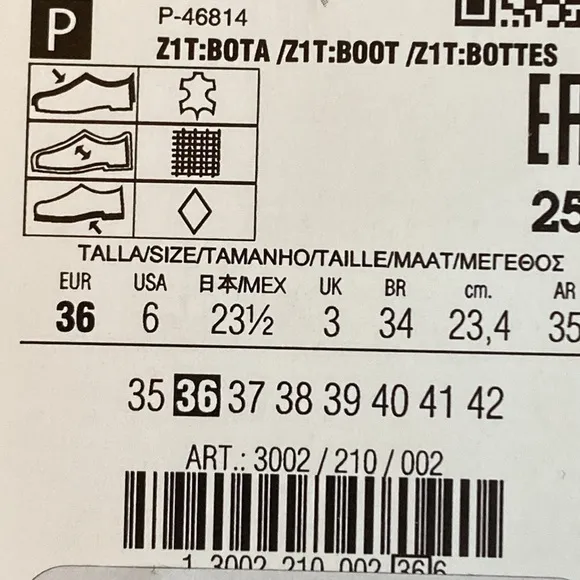 P
P-46814
Z1T:BOTA /Z1T:BOOT /Z1T:BOTTES
25
TALLA/SIZE/TAMANHO/TAILLE/MAAT/ΜΕΓΕΘΟΣ
EUR USA 日本/MEX UK BR cm. AR
36 6 23½ 3 34 23,4 35
35 36 37 38 39 40 41 42
ART.: 3002 / 210 / 002
1 3002 210 002 36 6